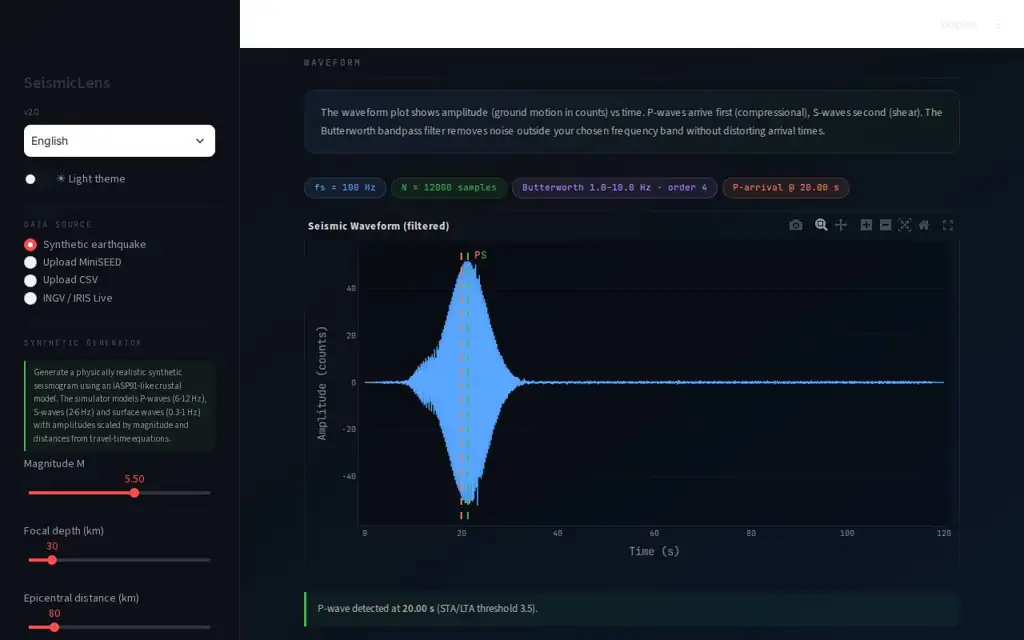 Deploy
SeismicLens
v2.0
English
☀ Light theme
DATA SOURCE
Synthetic earthquake
Upload MiniSEED
Upload CSV
INGV / IRIS Live
SYNTHETIC GENERATOR
Generate a physically realistic synthetic
seismogram using an IASP91-like crustal
model. The simulator models P-waves (6-12 Hz),
S-waves (2-6 Hz) and surface waves (0.3-1 Hz)
with amplitudes scaled by magnitude and
distances from travel-time equations.
Magnitude M
5.50
Focal depth (km)
30
Epicentral distance (km)
80
WAVEFORM
The waveform plot shows amplitude (ground motion in counts) vs time. P-waves arrive first (compressional), S-waves second (shear). The
Butterworth bandpass filter removes noise outside your chosen frequency band without distorting arrival times.
fs = 100 Hz
N = 12000 samples
Butterworth 1.0–10.0 Hz · order 4
P-arrival @ 20.00 s
Seismic Waveform (filtered)
P S
40
20
0
-20
-40
Amplitude (counts)
0 20 40 60 80 100 120
Time (s)
P-wave detected at 20.00 s (STA/LTA threshold 3.5).